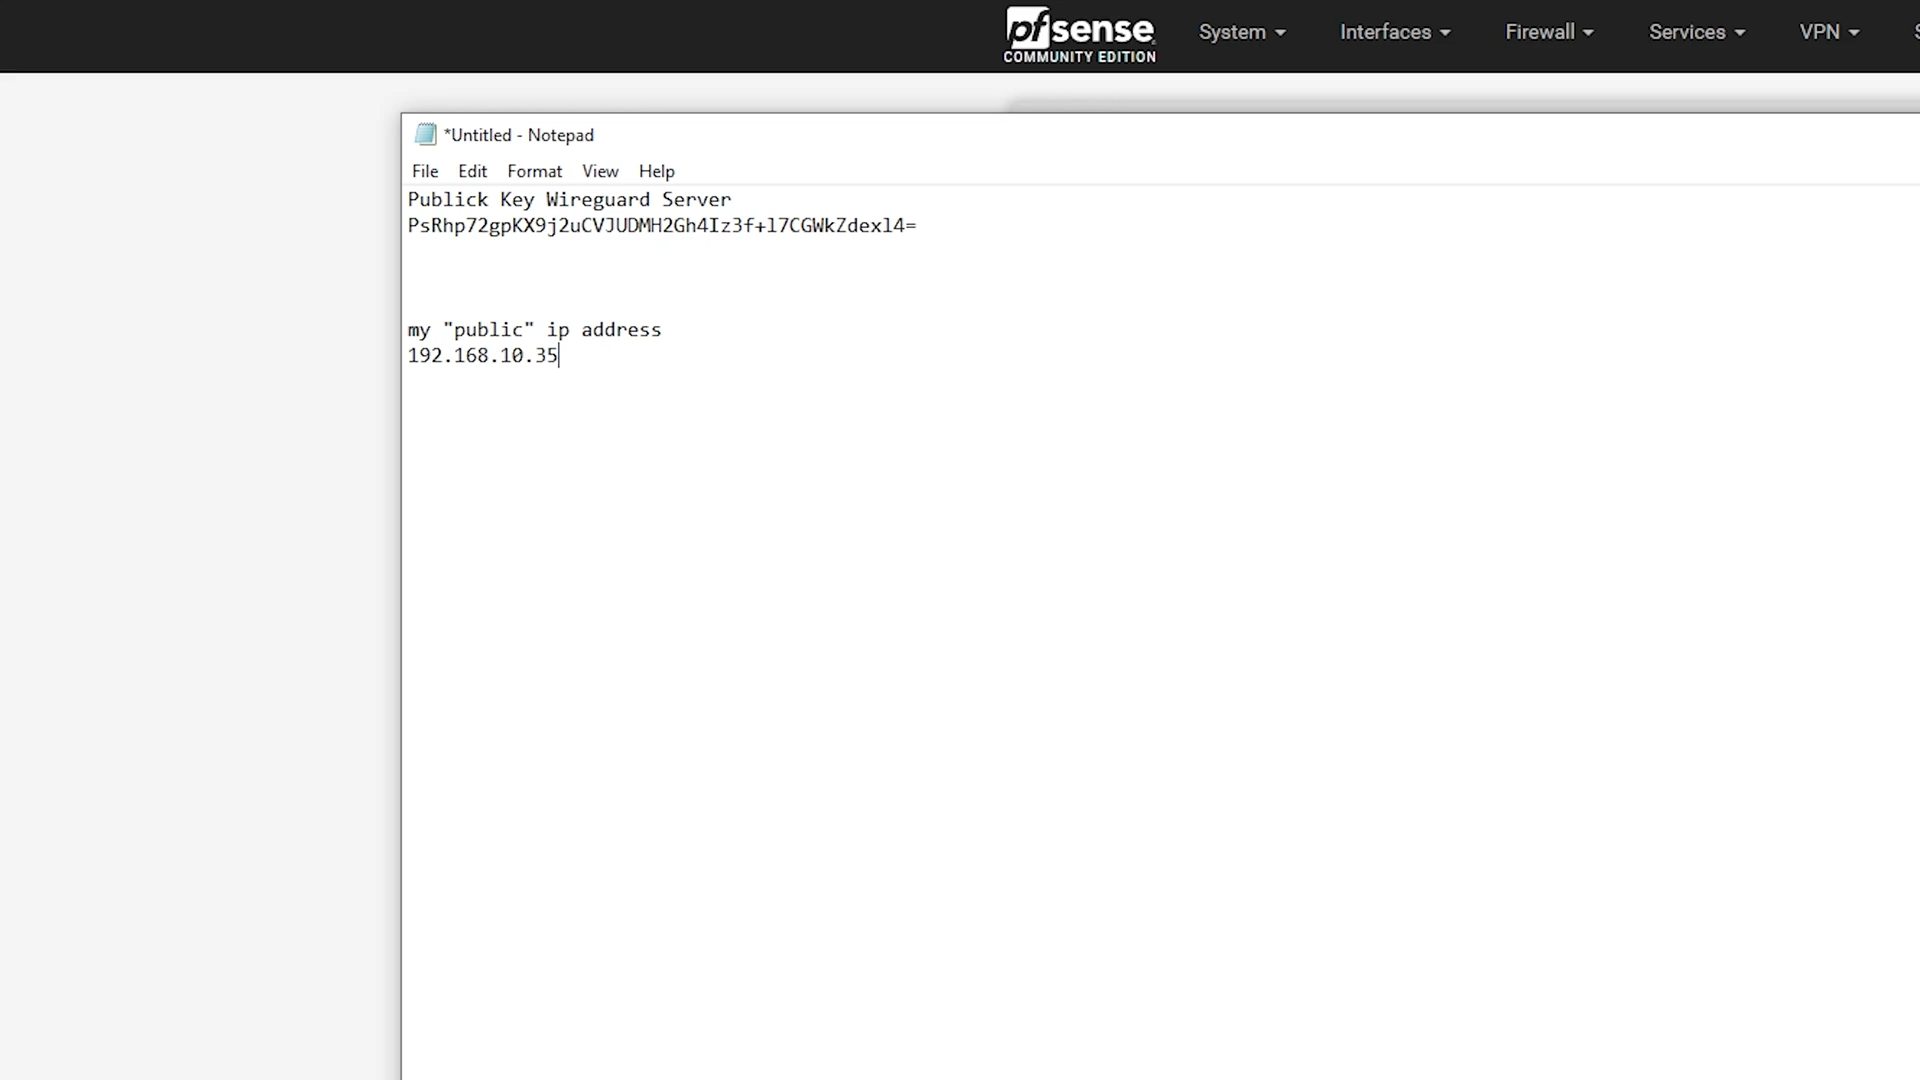 pfsense
COMMUNITY EDITION
System
Interfaces
Firewall
Services
VPN
*Untitled - Notepad
File Edit Format View Help
Publick Key Wireguard Server
PsRhp72gpKX9j2uCVJUDMH2Gh4Iz3f+l7CGWkZdexl4=
my "public" ip address
192.168.10.35